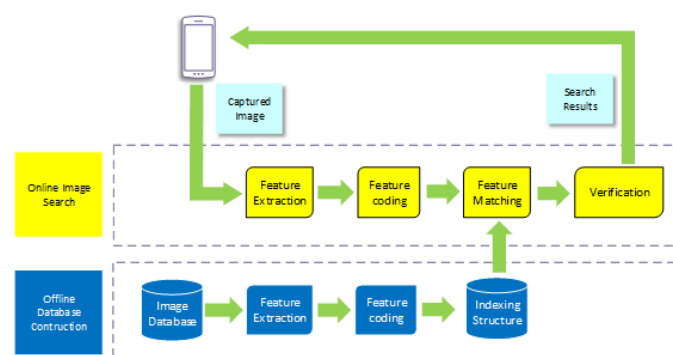 Captured
Image
Search
Results
Online Image
Search
Feature
Extraction
Feature
coding
Feature
Matching
Verification
Offline
Database
Contruction
Image
Database
Feature
Extraction
Feature
coding
Indexing
Structure